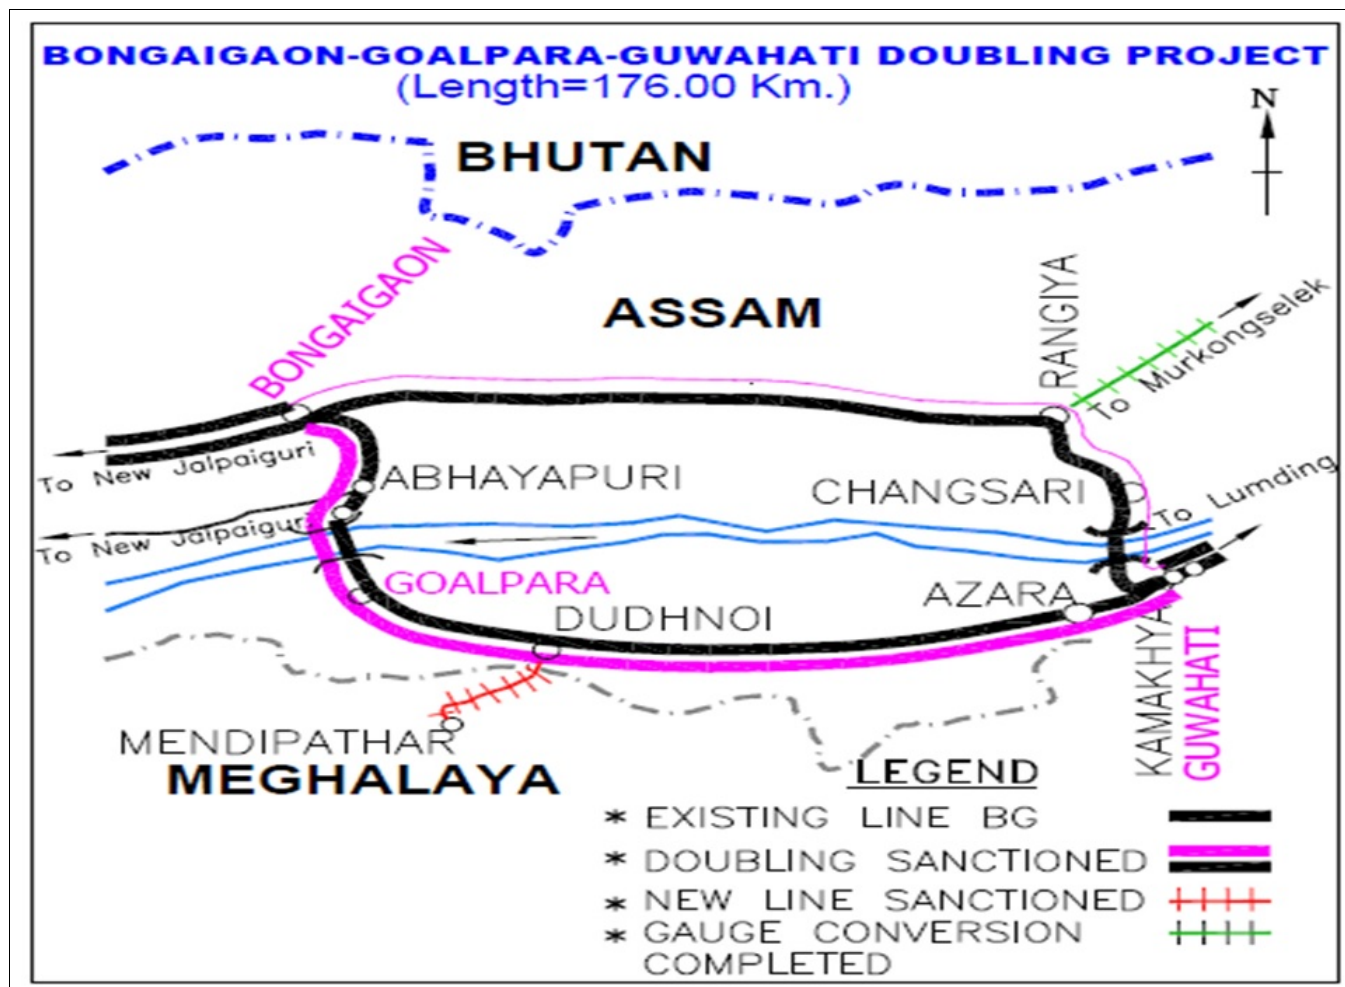 BONGAIGAON-GOALPARA-GUWAHATI DOUBLING PROJECT
(Length=176.00 Km.)
N
BHUTAN
BONGAIGAON
ASSAM
RANGIYA
To Murkongselek
To New Jalpaiguri
ABHAYAPURI
CHANGSARI
To Lumding
To New Jalpaigur
GOALPARA
AZARA
DUDHNOI
KAMAKHYA
GUWAHATI
MENDIPATHAR
MEGHALAYA
LEGEND
* EXISTING LINE BG
* DOUBLING SANCTIONED
* NEW LINE SANCTIONED
* GAUGE CONVERSION
COMPLETED